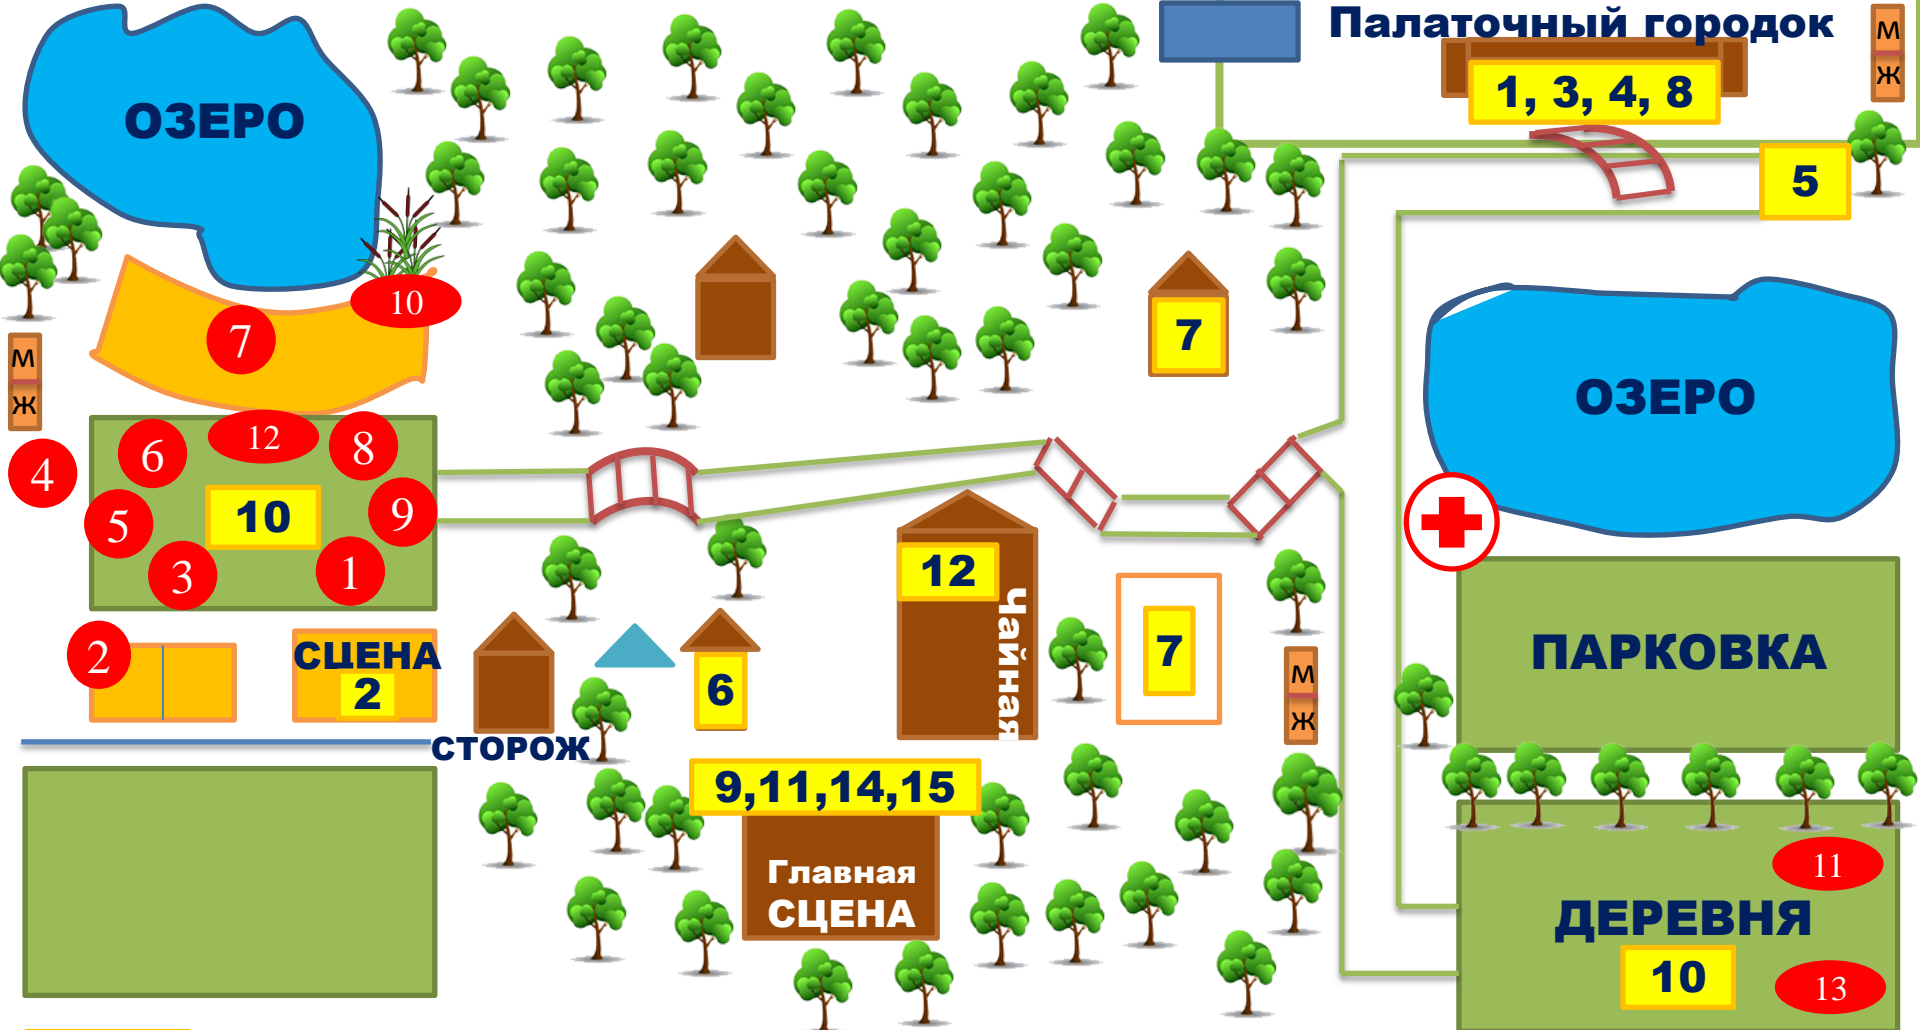 Палаточный городок
М
Ж
1, 3, 4, 8
ОЗЕРО
5
10
7
7
М
Ж
ОЗЕРО
12
6
8
4
10
9
5
3
1
12
Чайная
2
СЦЕНА
2
6
7
М
Ж
ПАРКОВКА
СТОРОЖ
9,11,14,15
Главная
СЦЕНА
11
ДЕРЕВНЯ
10
13